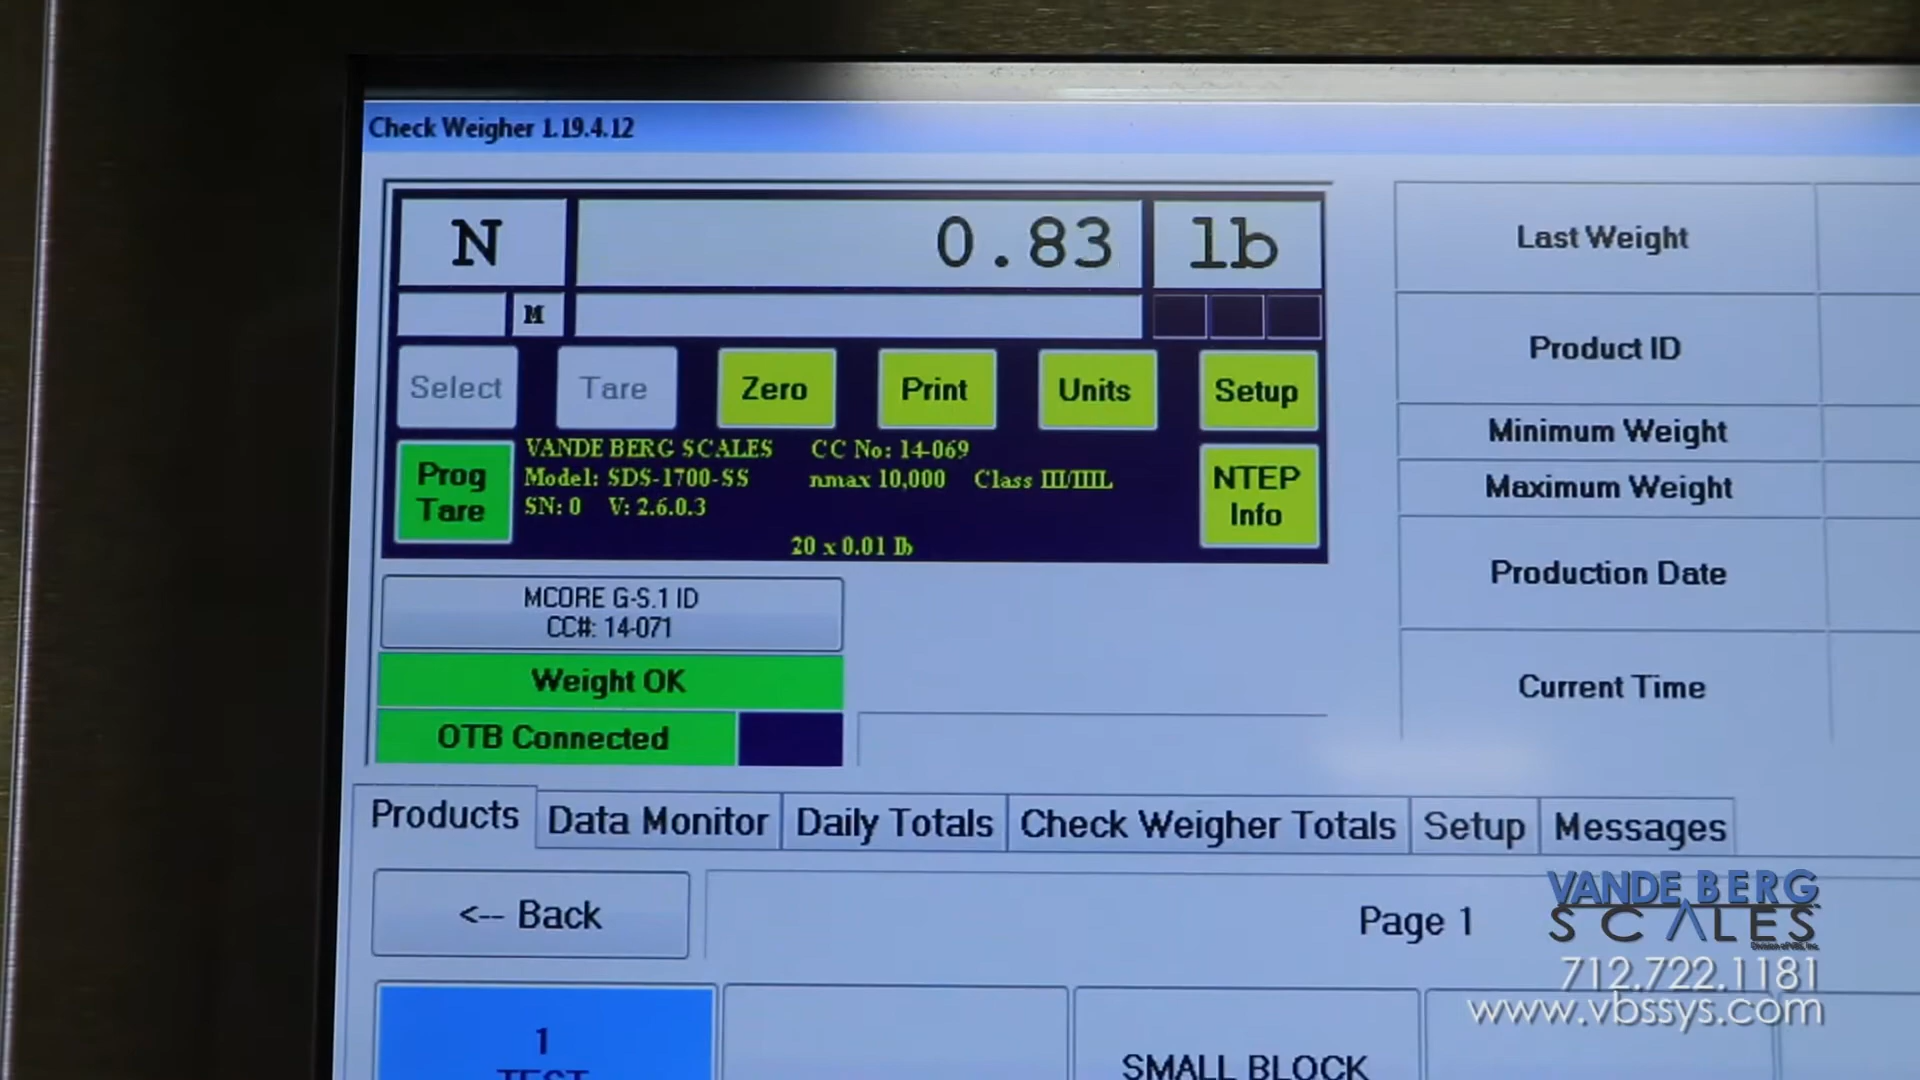 Check Weigher 1.19.4.12
N 0.83 lb
M
Select Tare Zero Print Units Setup
Prog Tare
VANDE BERG SCALES CC No: 14-069
Model: SDS-1700-SS nmax 10,000 Class III/IIIL
SN: 0 V: 2.6.0.3
20 x 0.01 lb
NTEP Info
MCORE G-S.1 ID
CC#: 14-071
Weight OK
OTB Connected
Last Weight
Product ID
Minimum Weight
Maximum Weight
Production Date
Current Time
Products Data Monitor Daily Totals Check Weigher Totals Setup Messages
<-- Back
Page 1
1
TEST
SMALL BLOCK
VANDE BERG
SCALES
712.722.1181
www.vbssys.com